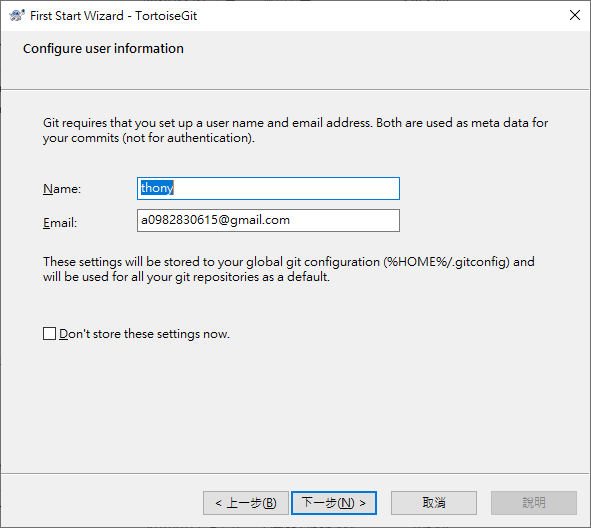 First Start Wizard - TortoiseGit
Configure user information
Git requires that you set up a user name and email address. Both are used as meta data for
your commits (not for authentication).
Name:
thony
Email:
a0982830615@gmail.com
These settings will be stored to your global git configuration (%HOME%/.gitconfig) and
will be used for all your git repositories as a default.
Don't store these settings now.
< 上一步(B)
下一步(N) >
取消
說明